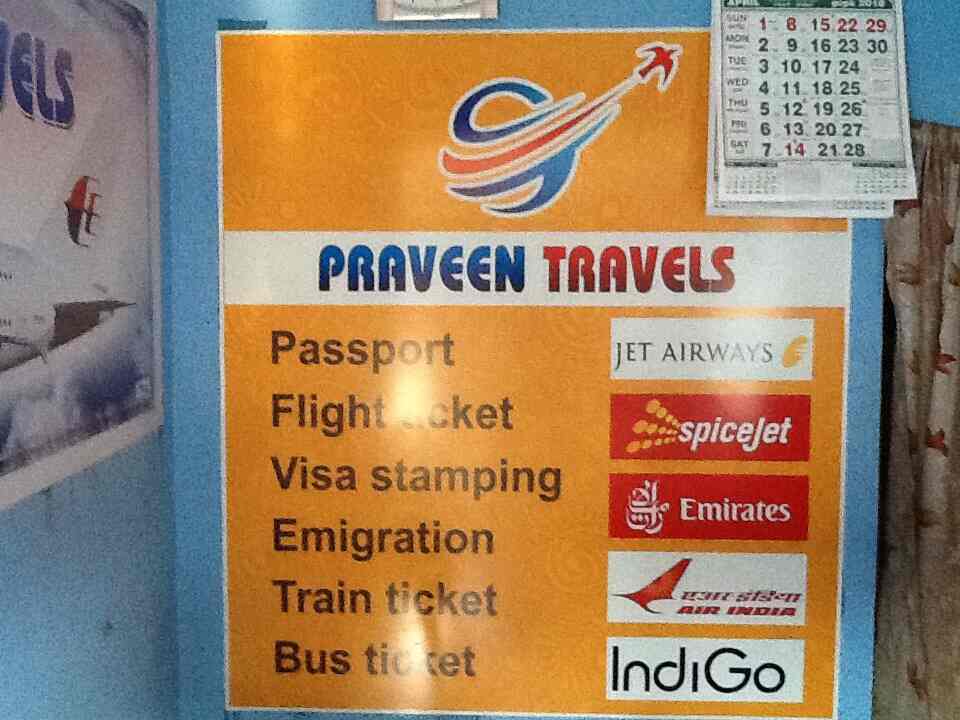 VELS
APRIL 2018
SUN 1 8 15 22 29
MON 2 9 16 23 30
TUE 3 10 17 24
WED 4 11 18 25
THU 5 12 19 26
FRI 6 13 20 27
SAT 7 14 21 28
PRAVEEN TRAVELS
Passport
Flight ticket
Visa stamping
Emigration
Train ticket
Bus ticket
JET AIRWAYS
spiceJet
Emirates
एअर इंडिया
AIR INDIA
IndiGo